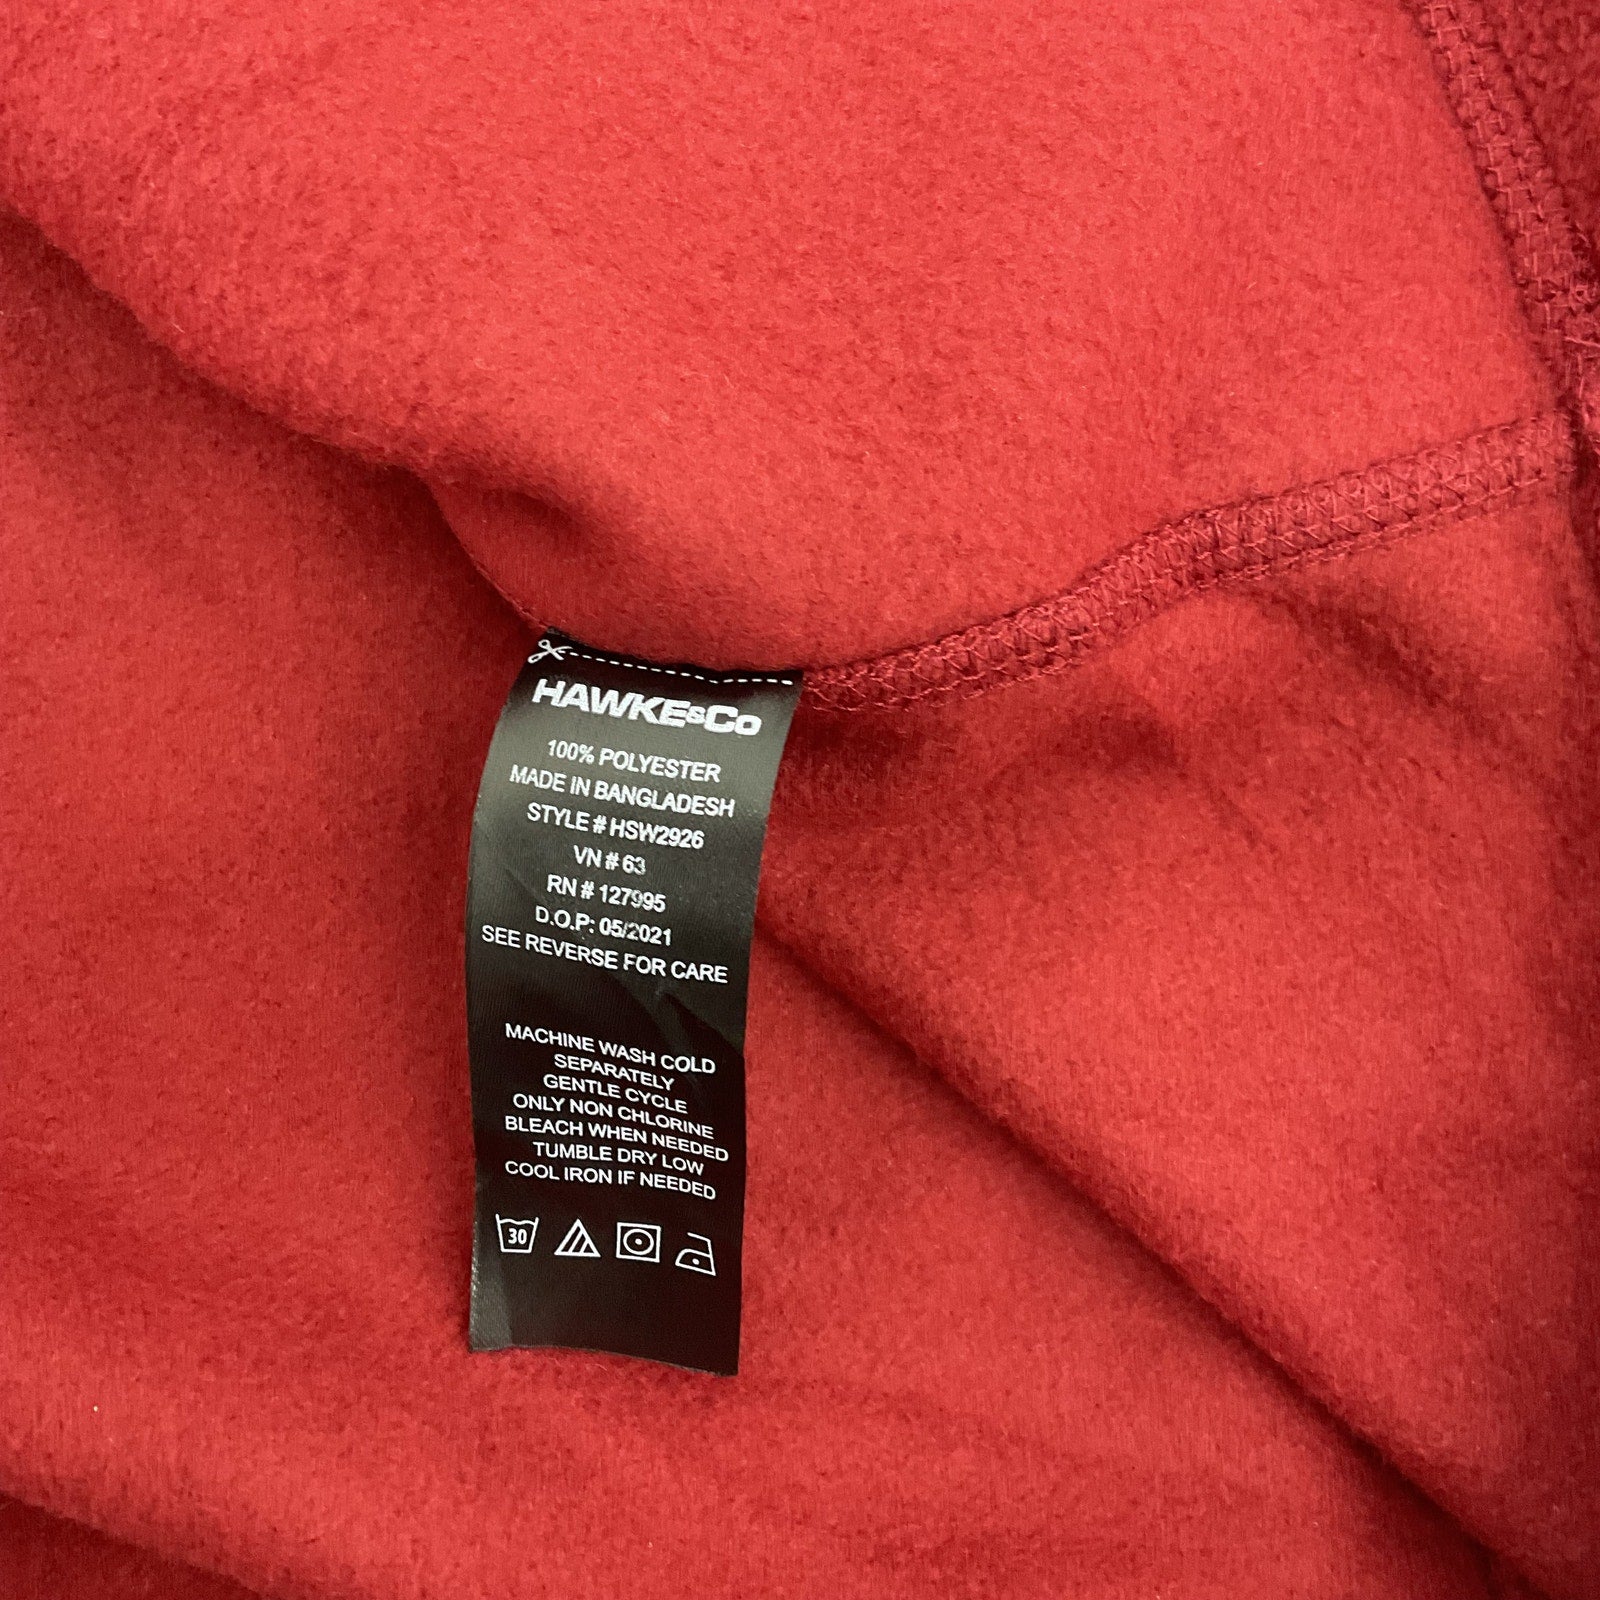 HAWKE&Co
100% POLYESTER
MADE IN BANGLADESH
STYLE # HSW2926
VN # 63
RN # 127995
D.O.P: 05/2021
SEE REVERSE FOR CARE
MACHINE WASH COLD
SEPARATELY
GENTLE CYCLE
ONLY NON CHLORINE
BLEACH WHEN NEEDED
TUMBLE DRY LOW
COOL IRON IF NEEDED
30